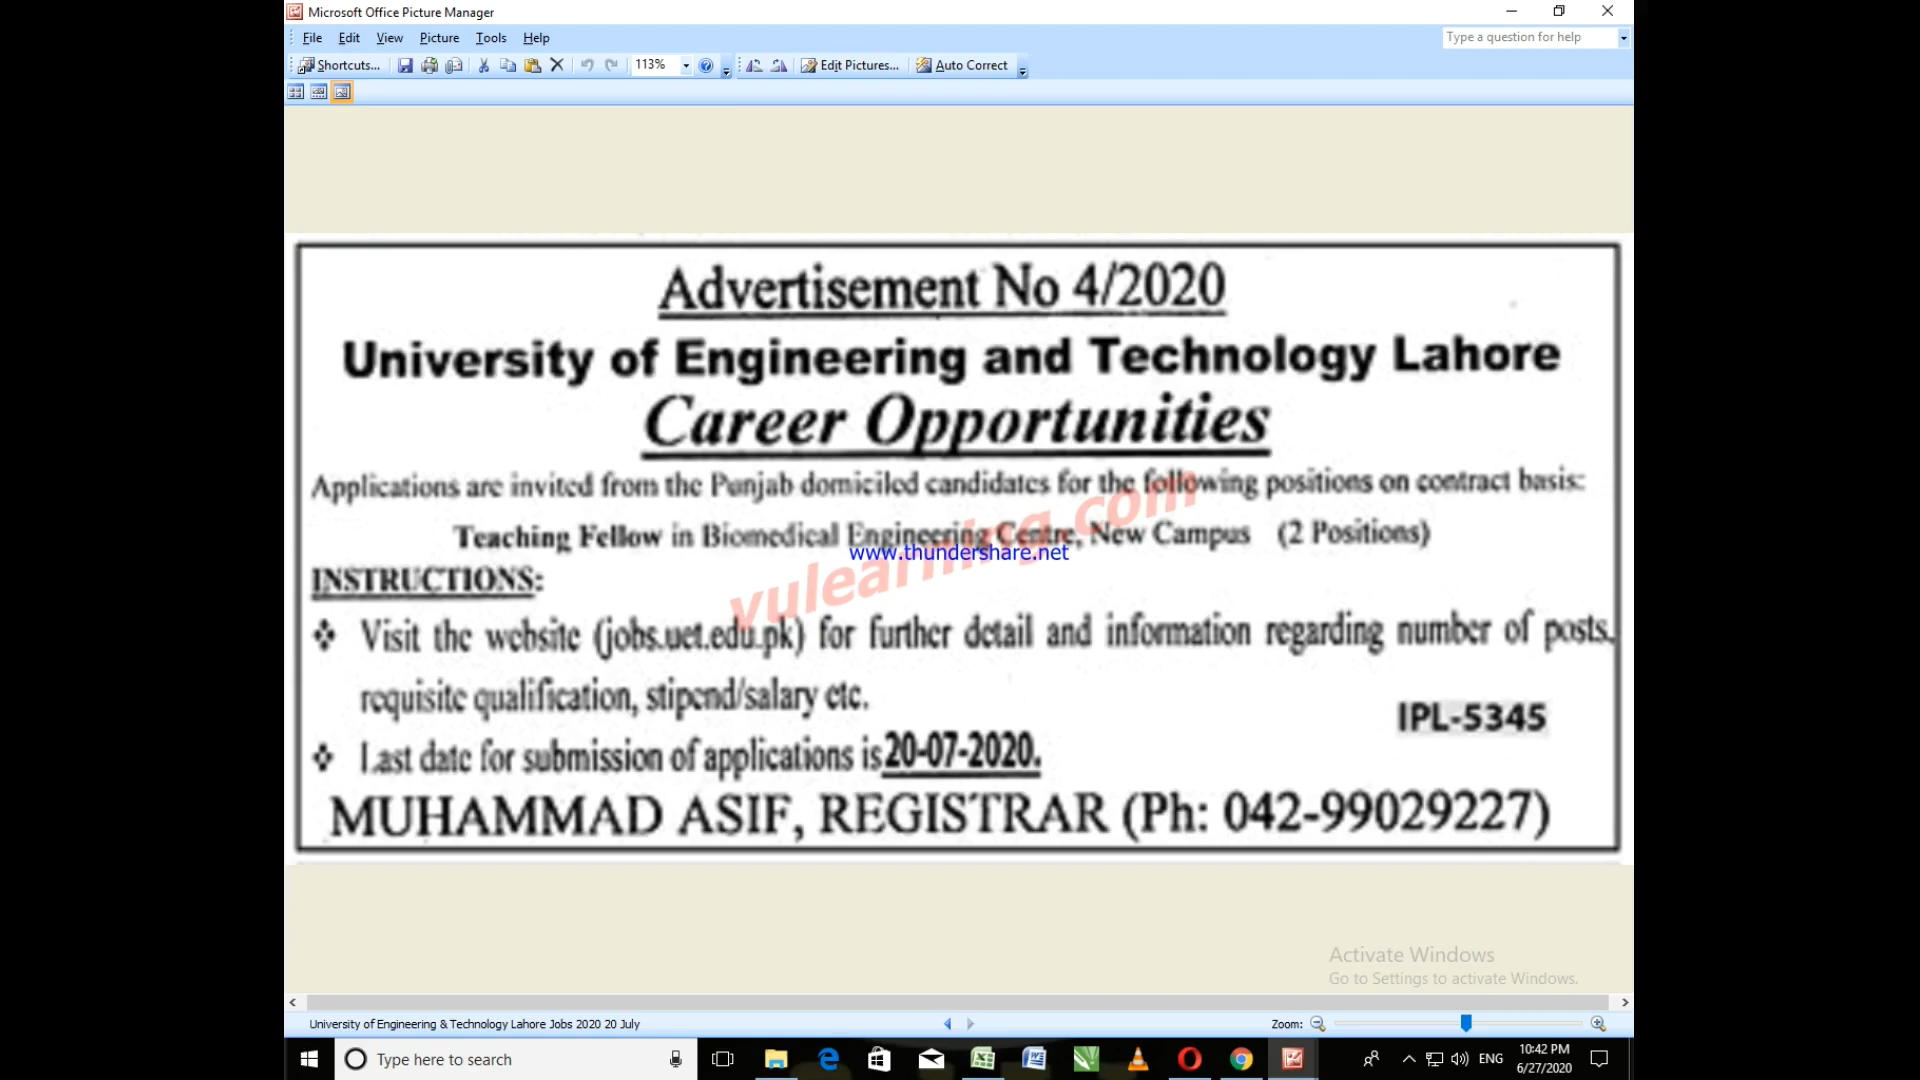 Microsoft Office Picture Manager
File Edit View Picture Tools Help
Type a question for help
Shortcuts... 113% Edit Pictures... Auto Correct
Advertisement No 4/2020
University of Engineering and Technology Lahore
Career Opportunities
Applications are invited from the Punjab domiciled candidates for the following positions on contract basis:
Teaching Fellow in Biomedical Engineering Centre, New Campus (2 Positions)
www.thundershare.net
vulearning.com
INSTRUCTIONS:
❖ Visit the website (jobs.uet.edu.pk) for further detail and information regarding number of posts,
requisite qualification, stipend/salary etc.
IPL-5345
❖ Last date for submission of applications is 20-07-2020.
MUHAMMAD ASIF, REGISTRAR (Ph: 042-99029227)
Activate Windows
Go to Settings to activate Windows.
University of Engineering & Technology Lahore Jobs 2020 20 July
Zoom:
Type here to search
ENG
10:42 PM
6/27/2020